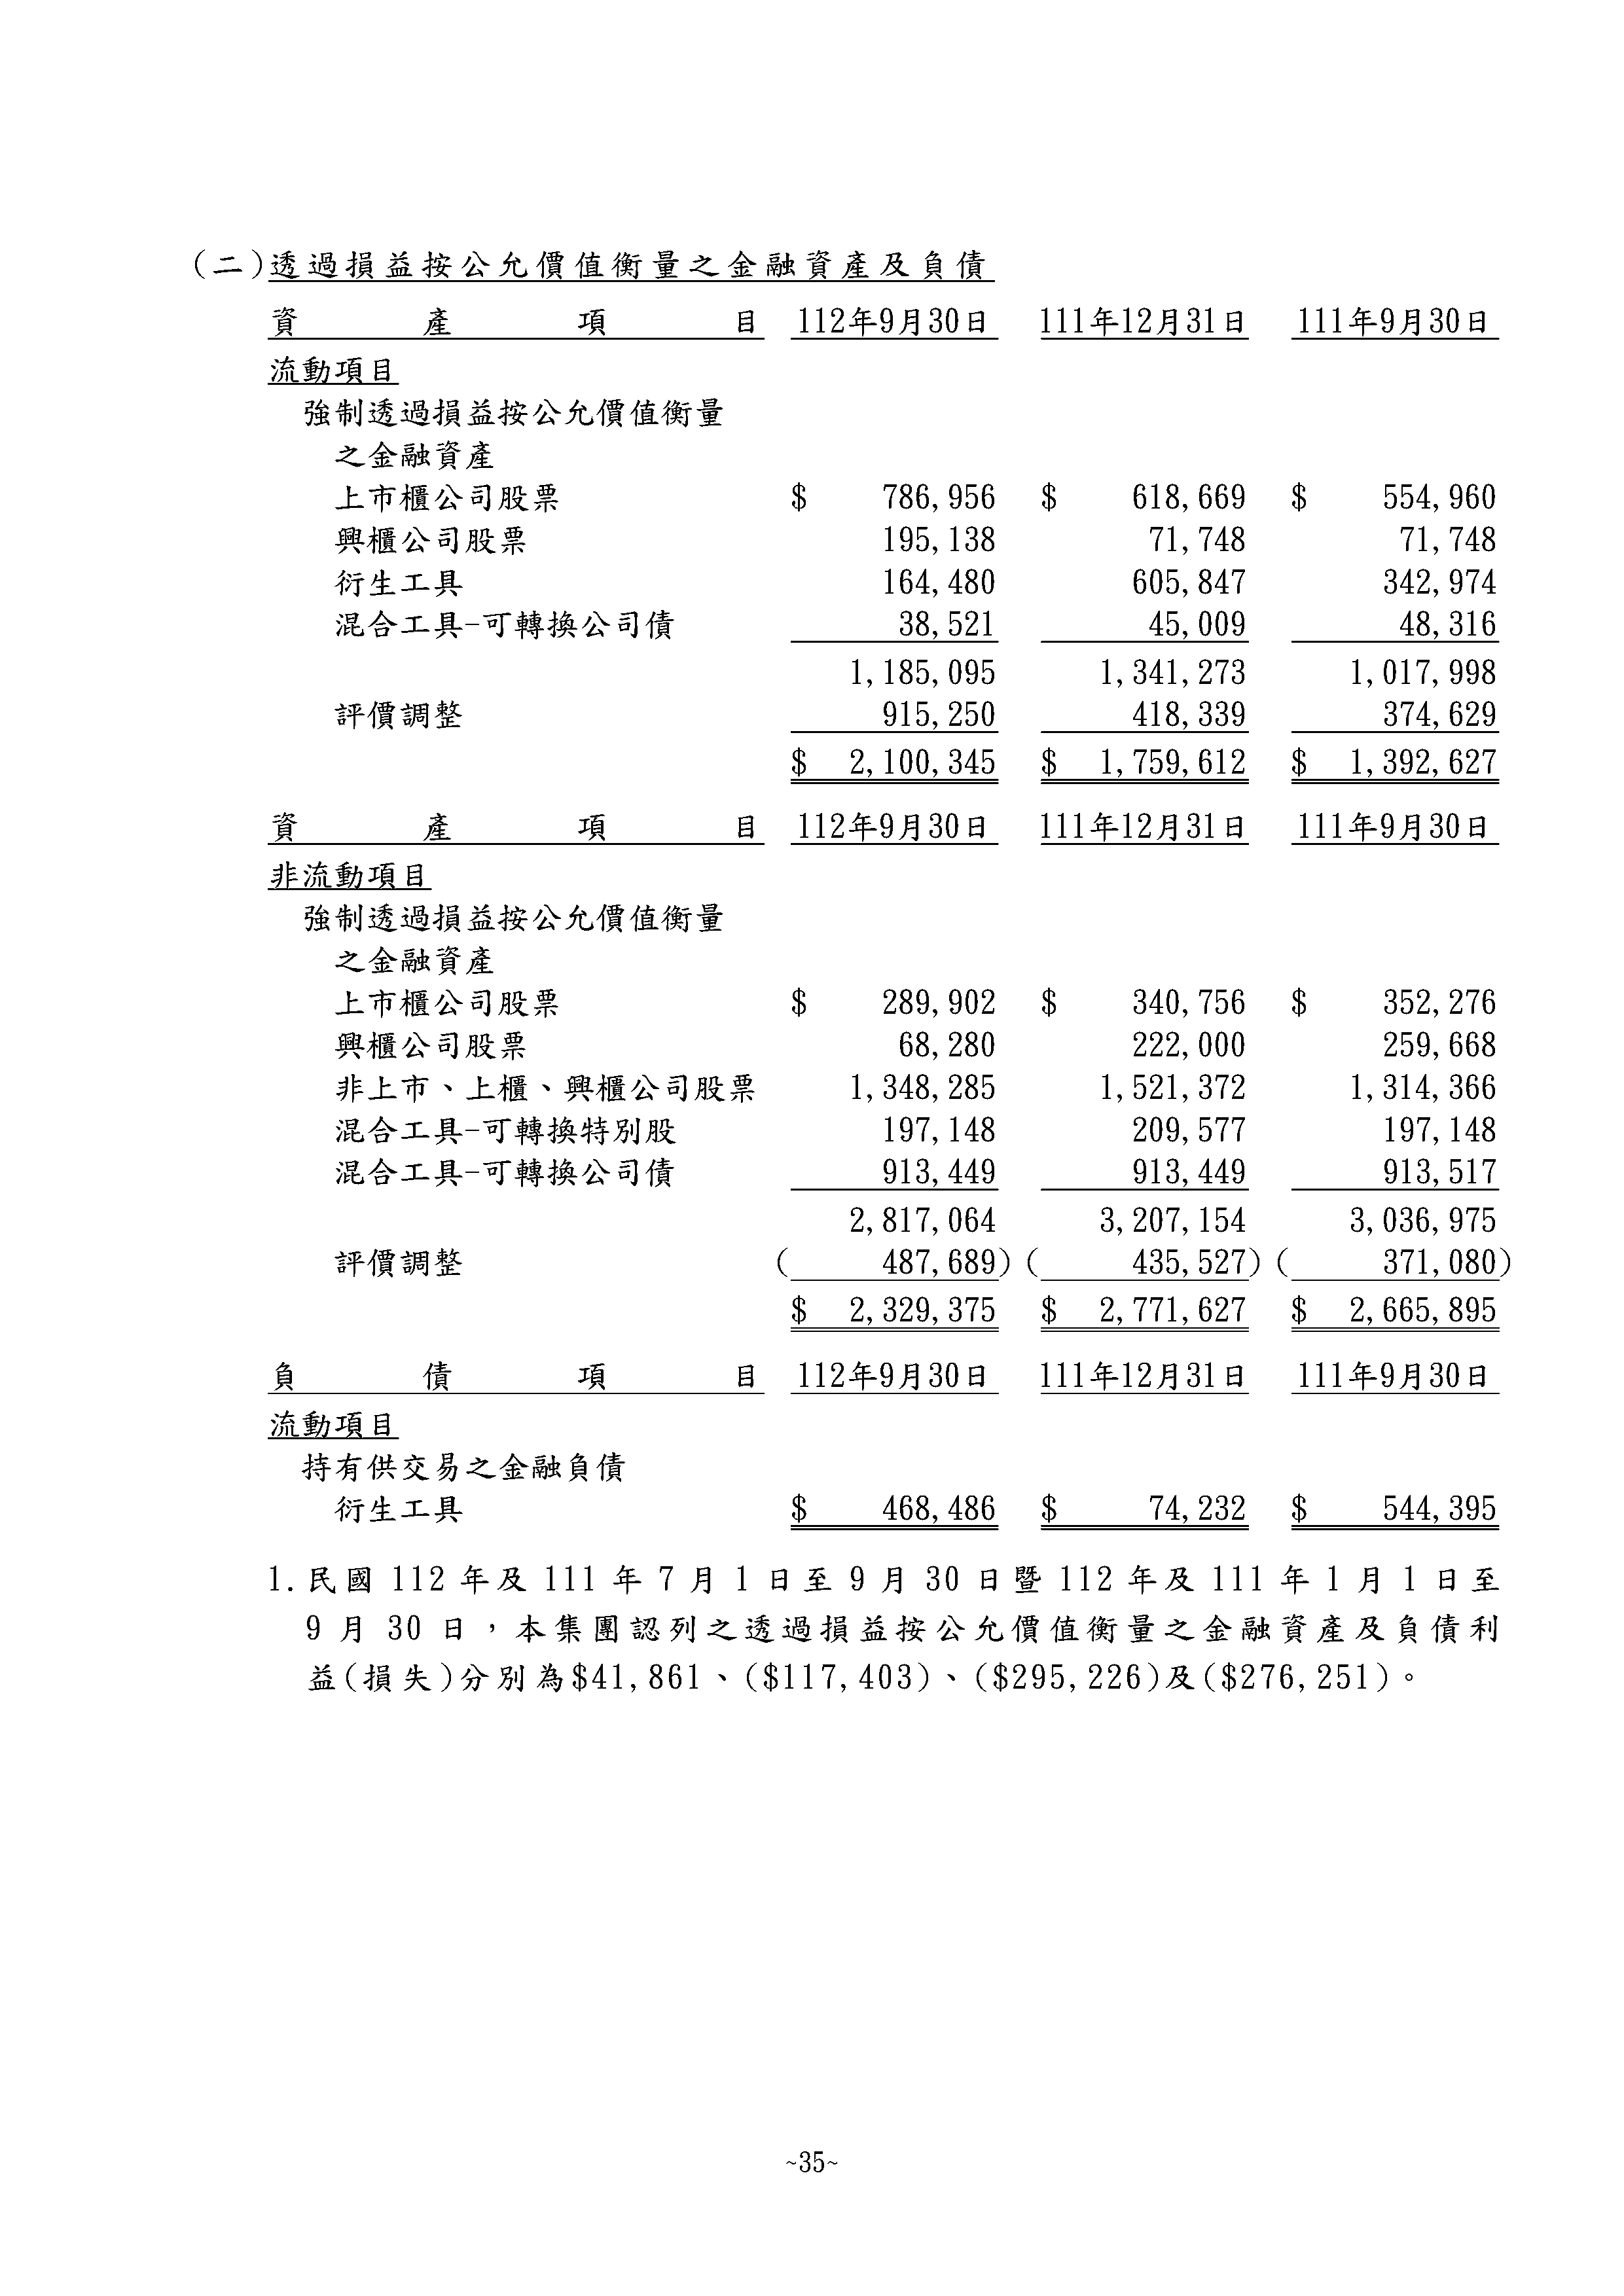 (二)透過損益按公允價值衡量之金融資產及負債
資產項目 112年9月30日 111年12月31日 111年9月30日
流動項目
強制透過損益按公允價值衡量
之金融資產
上市櫃公司股票 $ 786,956 $ 618,669 $ 554,960
興櫃公司股票 195,138 71,748 71,748
衍生工具 164,480 605,847 342,974
混合工具-可轉換公司債 38,521 45,009 48,316
1,185,095 1,341,273 1,017,998
評價調整 915,250 418,339 374,629
$ 2,100,345 $ 1,759,612 $ 1,392,627
資產項目 112年9月30日 111年12月31日 111年9月30日
非流動項目
強制透過損益按公允價值衡量
之金融資產
上市櫃公司股票 $ 289,902 $ 340,756 $ 352,276
興櫃公司股票 68,280 222,000 259,668
非上市、上櫃、興櫃公司股票 1,348,285 1,521,372 1,314,366
混合工具-可轉換特別股 197,148 209,577 197,148
混合工具-可轉換公司債 913,449 913,449 913,517
2,817,064 3,207,154 3,036,975
評價調整 ( 487,689) ( 435,527) ( 371,080)
$ 2,329,375 $ 2,771,627 $ 2,665,895
負債項目 112年9月30日 111年12月31日 111年9月30日
流動項目
持有供交易之金融負債
衍生工具 $ 468,486 $ 74,232 $ 544,395
1.民國 112 年及 111 年 7 月 1 日至 9 月 30 日暨 112 年及 111 年 1 月 1 日至
9 月 30 日，本集團認列之透過損益按公允價值衡量之金融資產及負債利
益(損失)分別為$41,861、($117,403)、($295,226)及($276,251)。
~35~